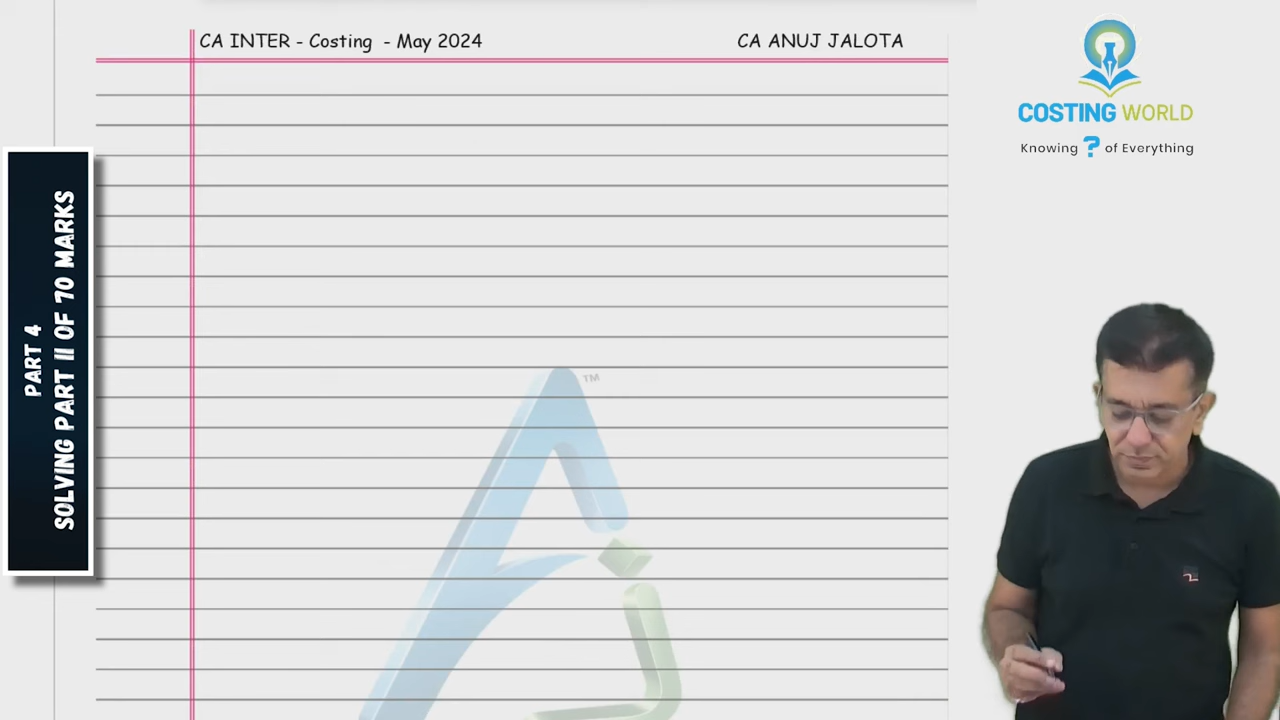 CA INTER - Costing - May 2024
CA ANUJ JALOTA
COSTING WORLD
Knowing ? of Everything
PART 4
SOLVING PART II OF 70 MARKS
TM